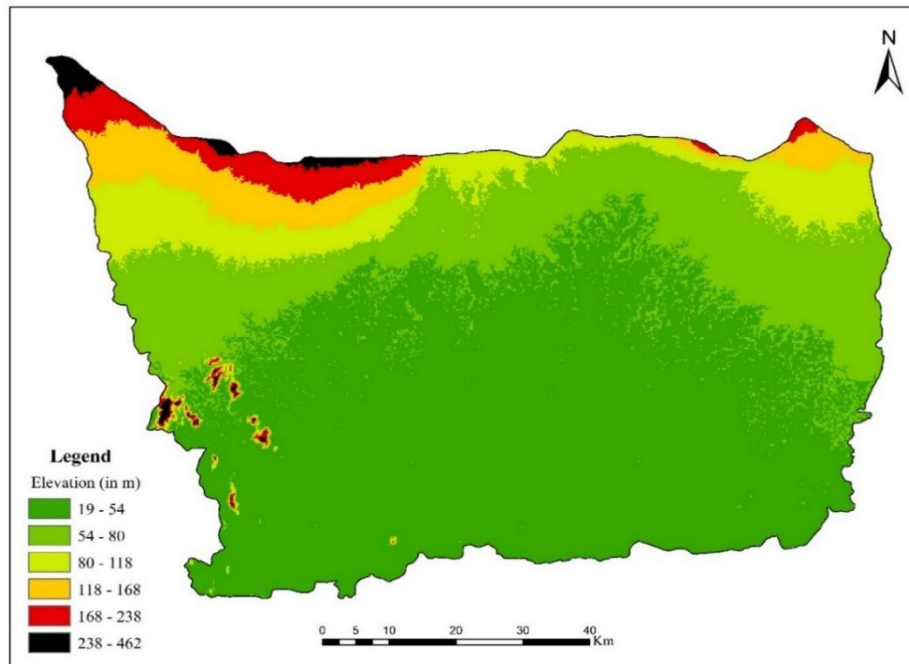 N
Legend
Elevation (in m)
19 - 54
54 - 80
80 - 118
118 - 168
168 - 238
238 - 462
0 5 10 20 30 40
Km